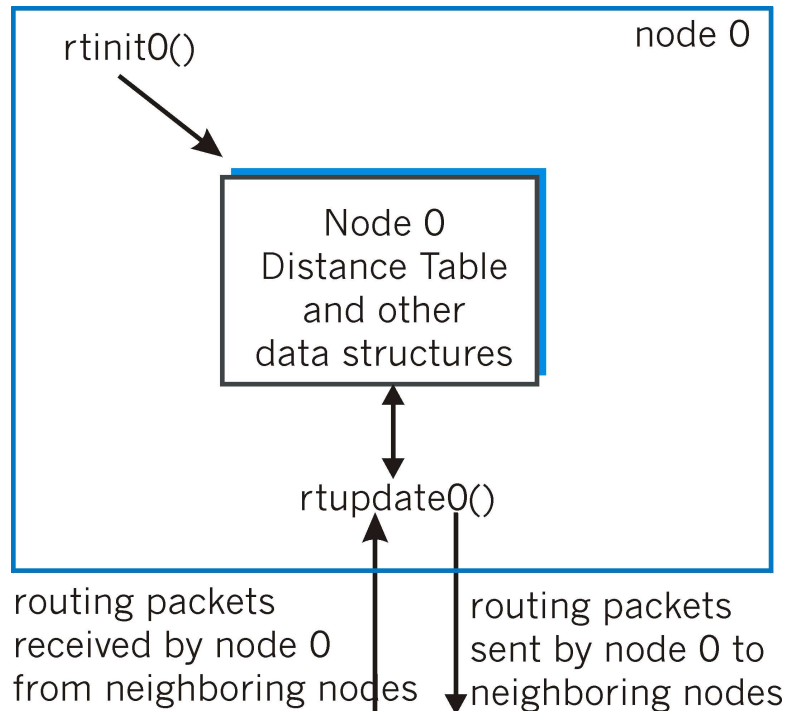 rtinit0()
node 0
Node 0
Distance Table
and other
data structures
rtupdate0()
routing packets
received by node 0
from neighboring nodes
routing packets
sent by node 0 to
neighboring nodes